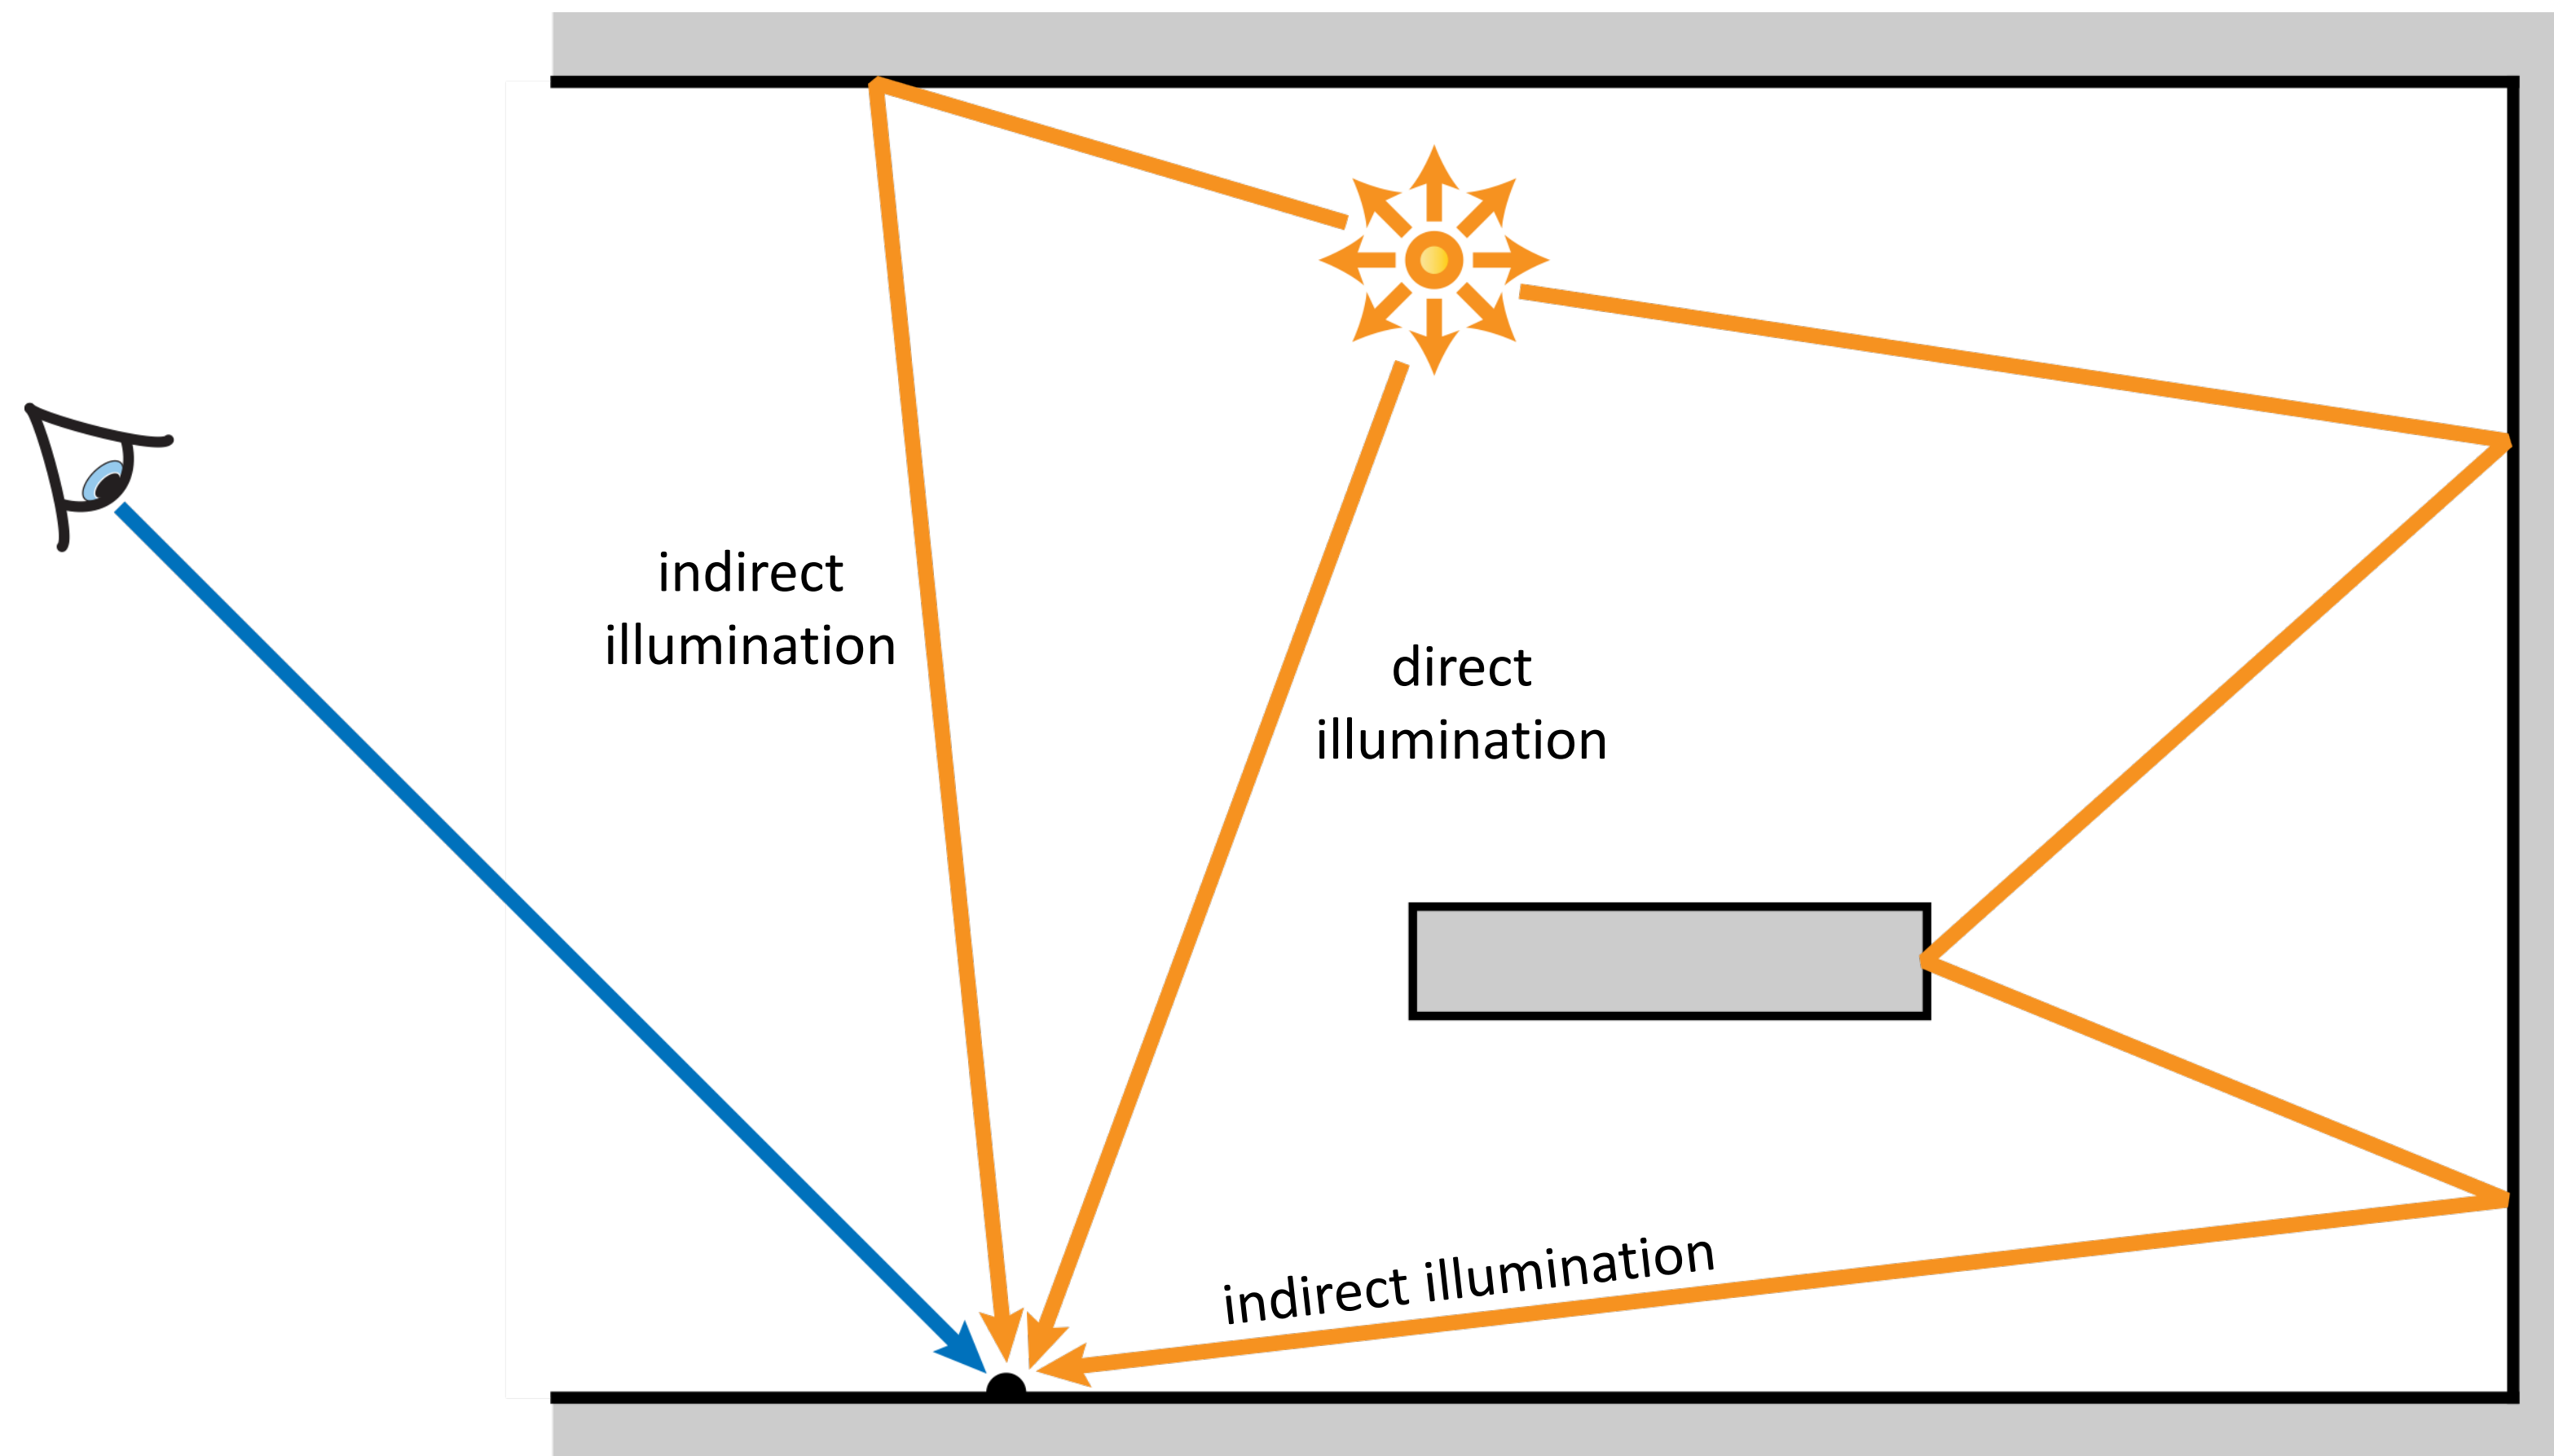 indirect
illumination
direct
illumination
indirect illumination